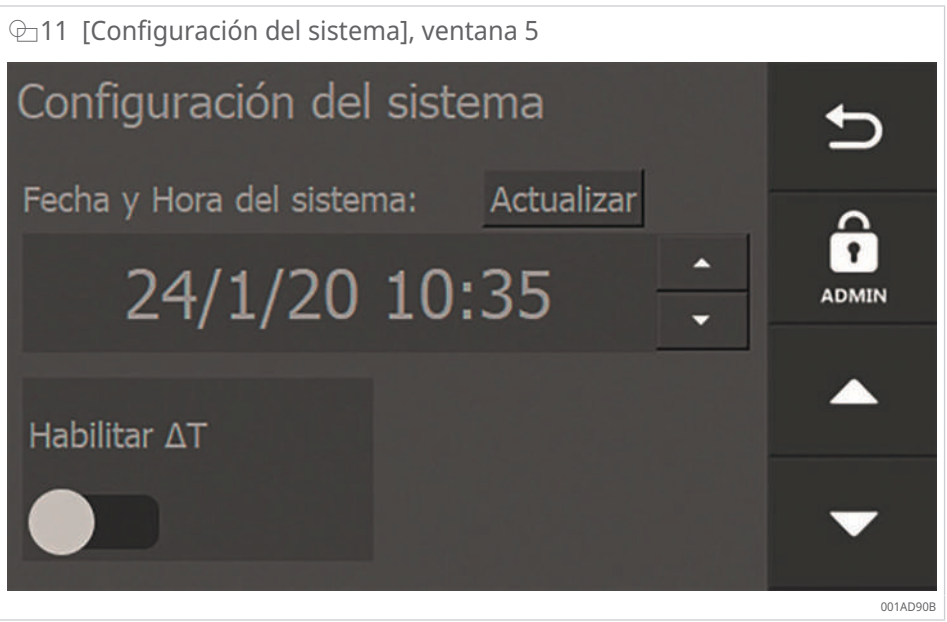 11 [Configuración del sistema], ventana 5
Configuración del sistema
Fecha y Hora del sistema:
Actualizar
24/1/20 10:35
ADMIN
Habilitar ΔT
001AD90B